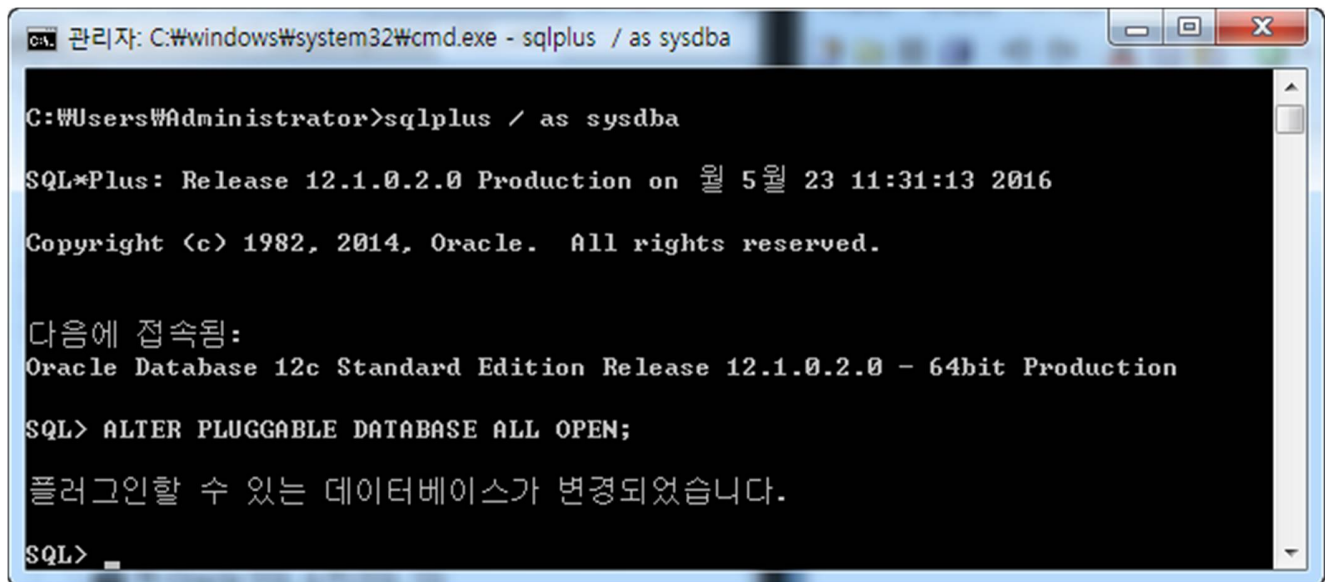 관리자: C:₩windows₩system32₩cmd.exe - sqlplus / as sysdba
C:₩Users₩Administrator>sqlplus / as sysdba
SQL*Plus: Release 12.1.0.2.0 Production on 월 5월 23 11:31:13 2016
Copyright (c) 1982, 2014, Oracle.  All rights reserved.
다음에 접속됨:
Oracle Database 12c Standard Edition Release 12.1.0.2.0 - 64bit Production
SQL> ALTER PLUGGABLE DATABASE ALL OPEN;
플러그인할 수 있는 데이터베이스가 변경되었습니다.
SQL> _